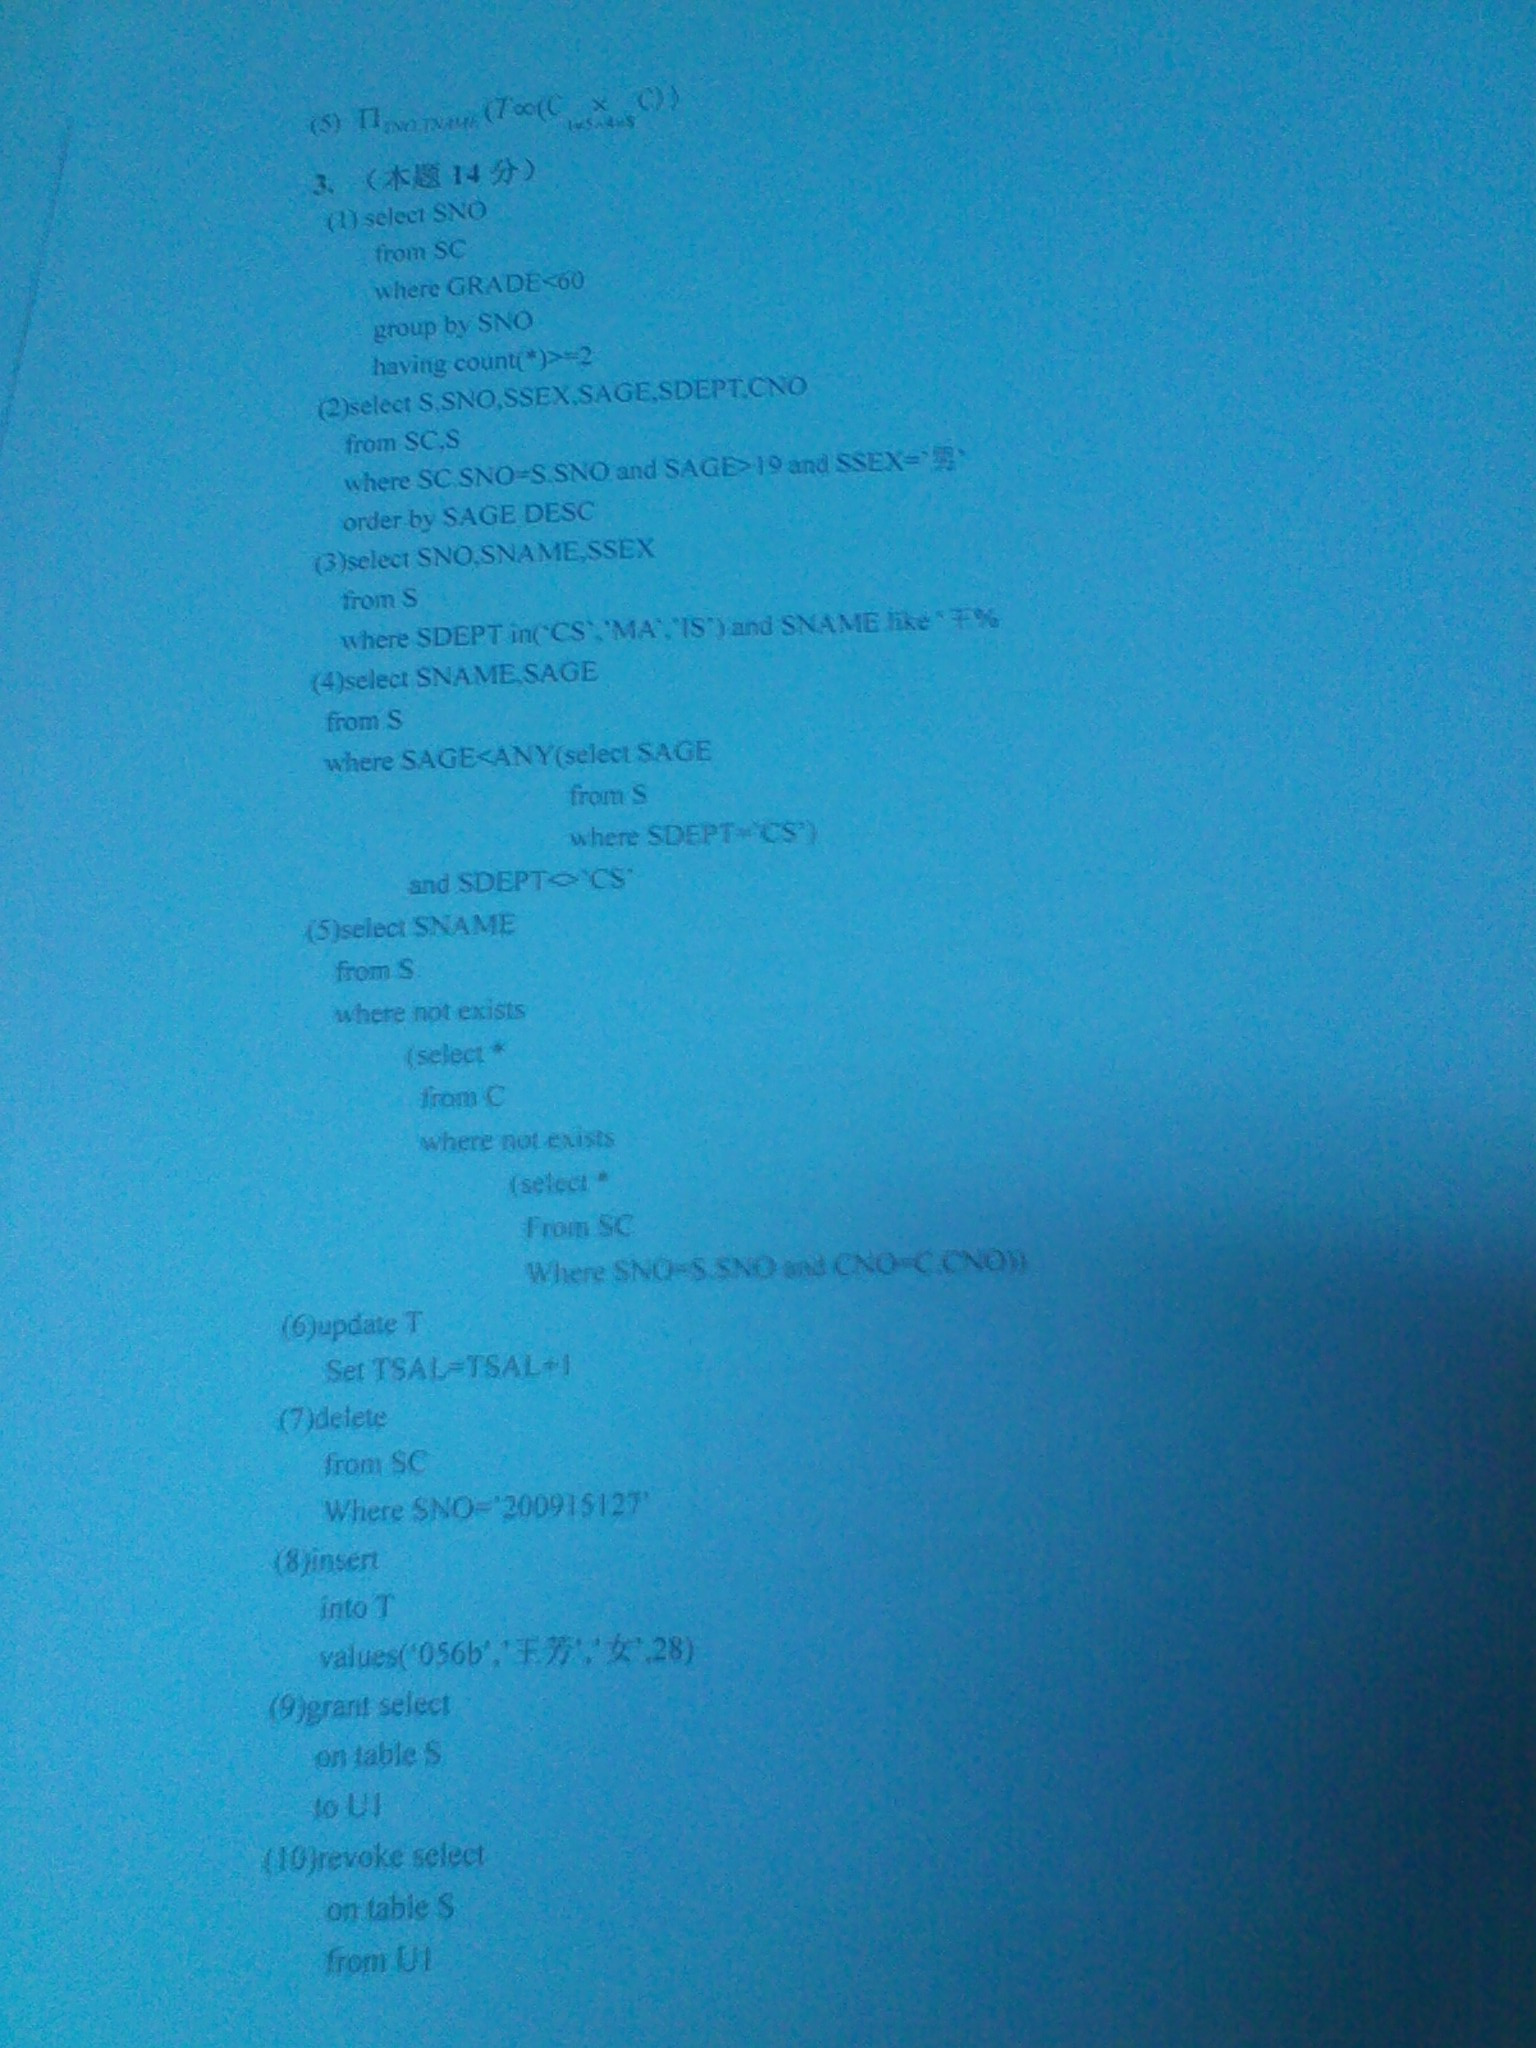 (5) Π TNO,TNAME (T∞(C × C))
1=5∧4≠8
3、（本题 14 分）
(1) select SNO
from SC
where GRADE<60
group by SNO
having count(*)>=2
(2)select S,SNO,SSEX,SAGE,SDEPT,CNO
from SC,S
where SC.SNO=S.SNO and SAGE>19 and SSEX=‘男’
order by SAGE DESC
(3)select SNO,SNAME,SSEX
from S
where SDEPT in(‘CS’,’MA’,’IS’) and SNAME like ‘王%
(4)select SNAME,SAGE
from S
where SAGE<ANY(select SAGE
from S
where SDEPT=‘CS’)
and SDEPT<>‘CS’
(5)select SNAME
from S
where not exists
(select *
from C
where not exists
(select *
From SC
Where SNO=S.SNO and CNO=C.CNO))
(6)update T
Set TSAL=TSAL+1
(7)delete
from SC
Where SNO=’200915127’
(8)insert
into T
values(‘056b’,’王芳’,‘女’,28)
(9)grant select
on table S
to U1
(10)revoke select
on table S
from U1